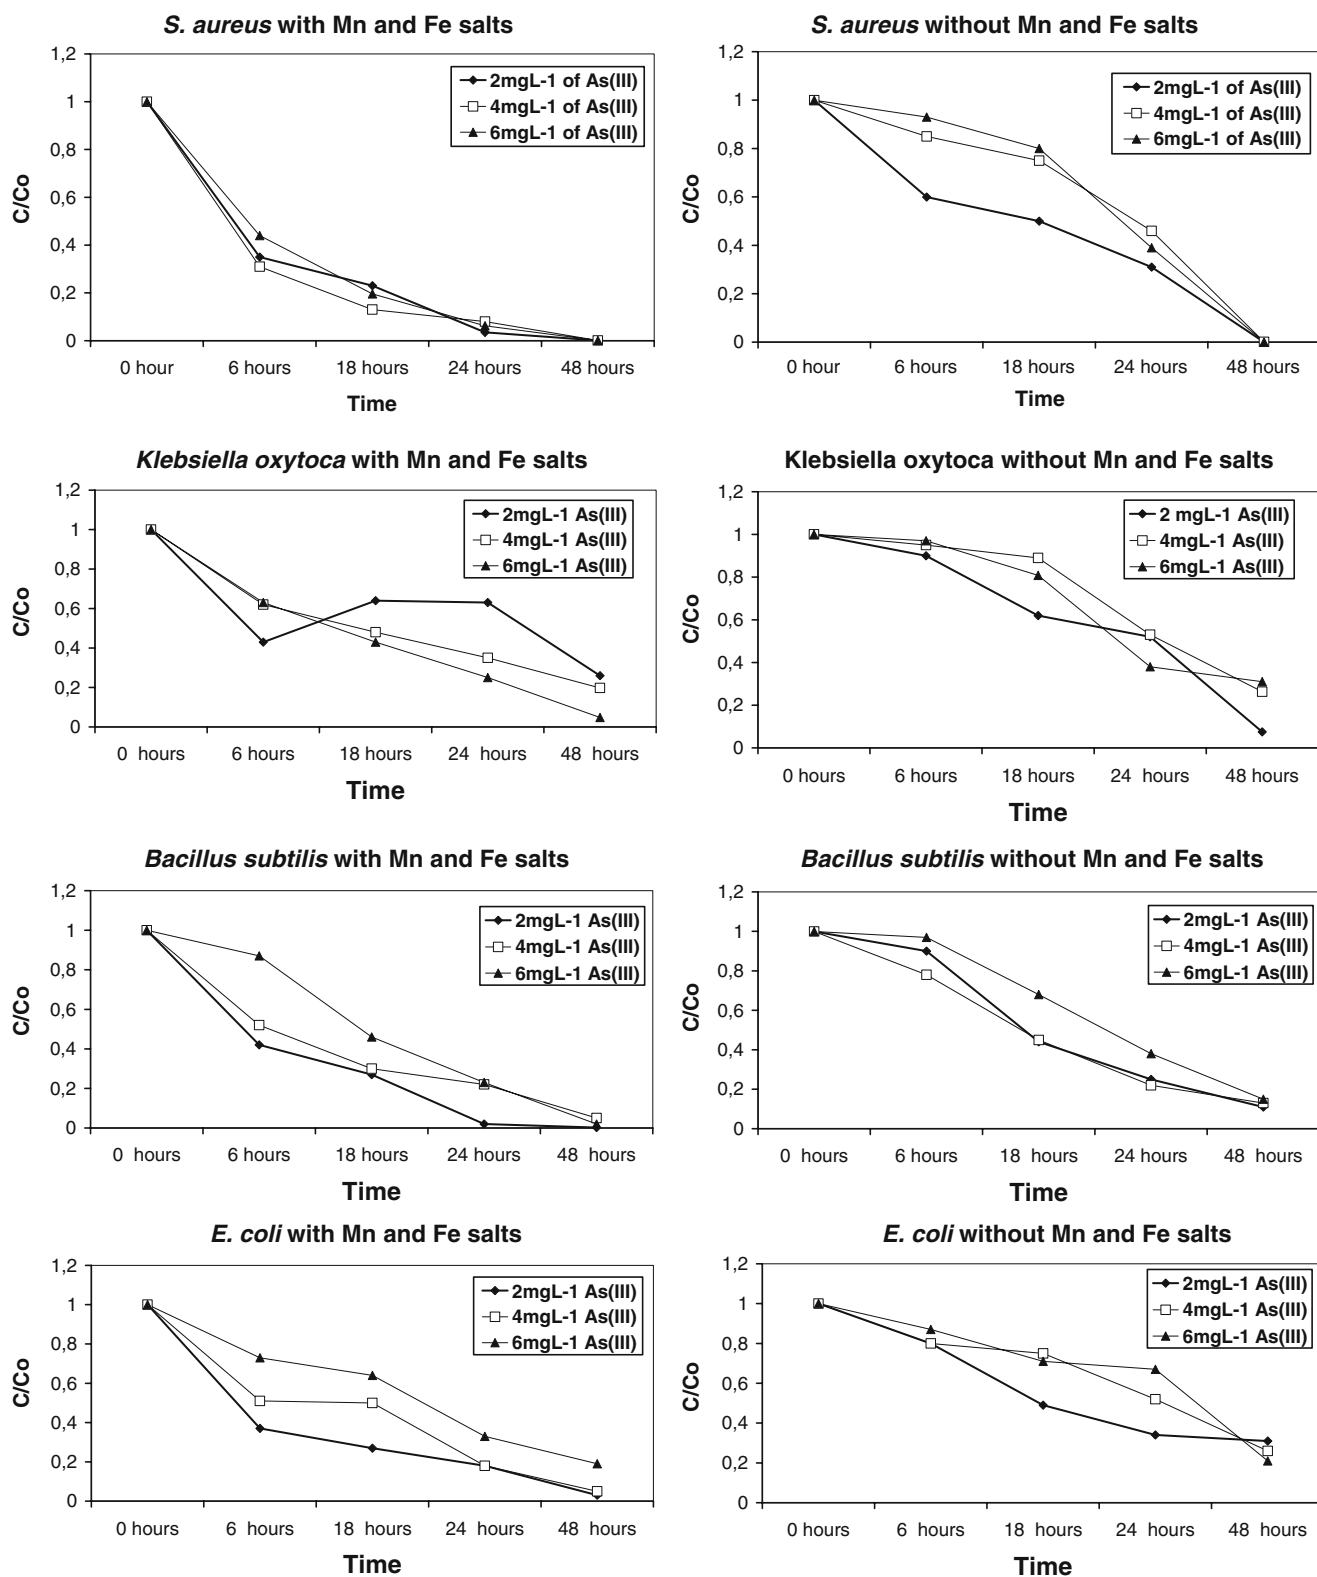 S. aureus with Mn and Fe salts
1,2
1
0,8
0,6
0,4
0,2
0
C/Co
2mgL-1 of As(III)
4mgL-1 of As(III)
6mgL-1 of As(III)
0 hour 6 hours 18 hours 24 hours 48 hours
Time
S. aureus without Mn and Fe salts
1,2
1
0,8
0,6
0,4
0,2
0
C/Co
2mgL-1 of As(III)
4mgL-1 of As(III)
6mgL-1 of As(III)
0 hour 6 hours 18 hours 24 hours 48 hours
Time
Klebsiella oxytoca with Mn and Fe salts
1,2
1
0,8
0,6
0,4
0,2
0
C/Co
2mgL-1 As(III)
4mgL-1 As(III)
6mgL-1 As(III)
0 hours 6 hours 18 hours 24 hours 48 hours
Time
Klebsiella oxytoca without Mn and Fe salts
1,2
1
0,8
0,6
0,4
0,2
0
C/Co
2 mgL-1 As(III)
4mgL-1 As(III)
6mgL-1 As(III)
0 hours 6 hours 18 hours 24 hours 48 hours
Time
Bacillus subtilis with Mn and Fe salts
1,2
1
0,8
0,6
0,4
0,2
0
C/Co
2mgL-1 As(III)
4mgL-1 As(III)
6mgL-1 As(III)
0 hours 6 hours 18 hours 24 hours 48 hours
Time
Bacillus subtilis without Mn and Fe salts
1,2
1
0,8
0,6
0,4
0,2
0
C/Co
2mgL-1 As(III)
4mgL-1 As(III)
6mgL-1 As(III)
0 hours 6 hours 18 hours 24 hours 48 hours
Time
E. coli with Mn and Fe salts
1,2
1
0,8
0,6
0,4
0,2
0
C/Co
2mgL-1 As(III)
4mgL-1 As(III)
6mgL-1 As(III)
0 hours 6 hours 18 hours 24 hours 48 hours
Time
E. coli without Mn and Fe salts
1,2
1
0,8
0,6
0,4
0,2
0
C/Co
2mgL-1 As(III)
4mgL-1 As(III)
6mgL-1 As(III)
0 hours 6 hours 18 hours 24 hours 48 hours
Time